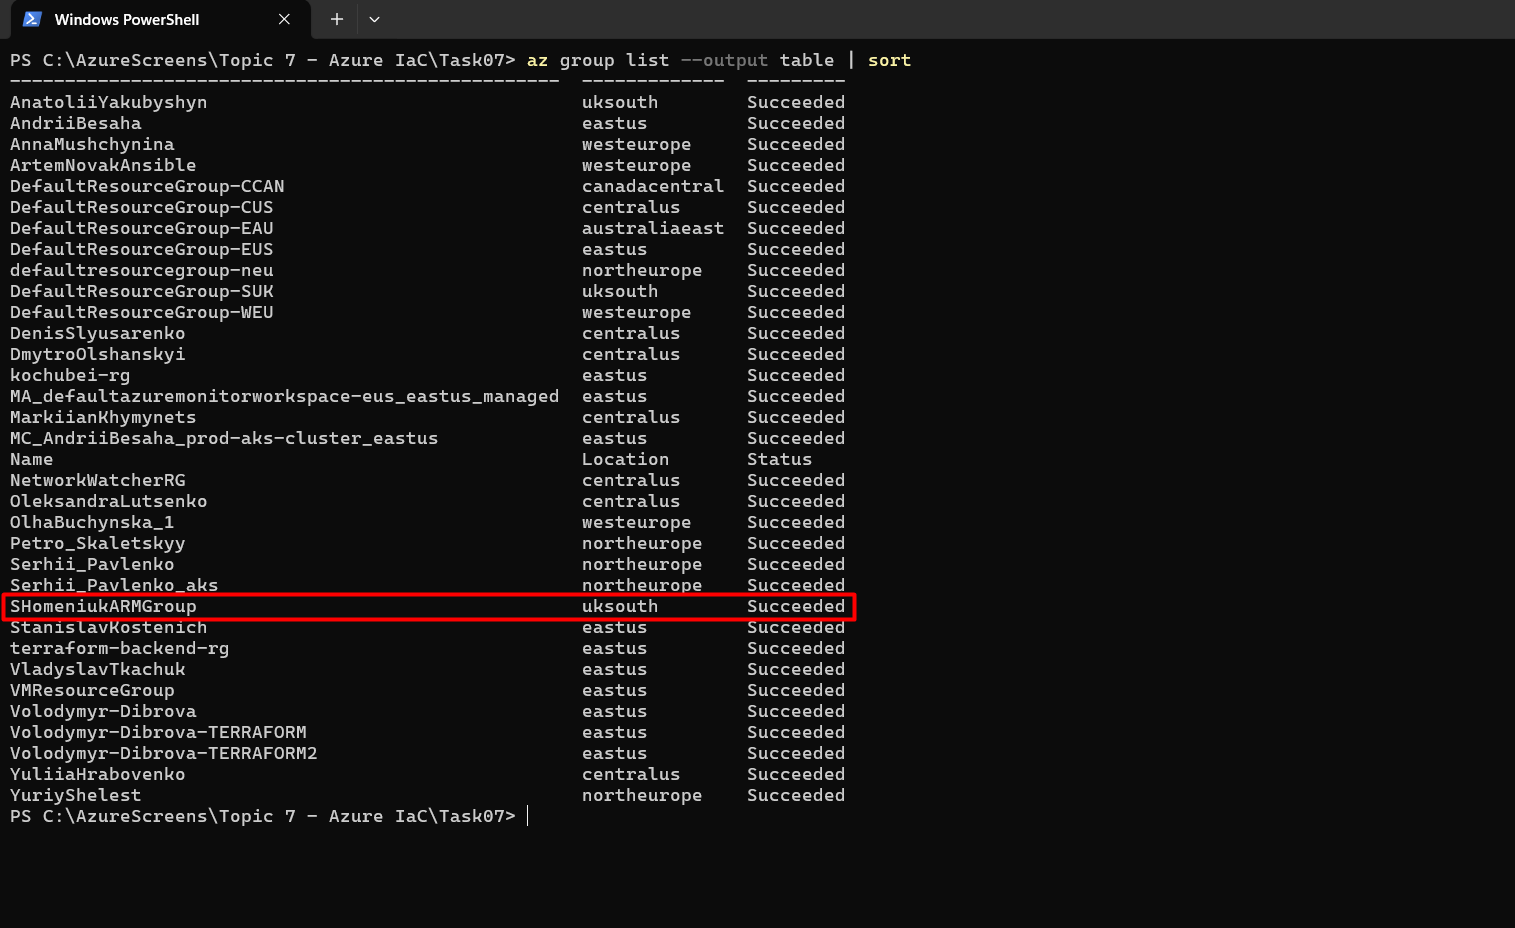 Windows PowerShell
PS C:\AzureScreens\Topic 7 - Azure IaC\Task07> az group list --output table | sort
--------------------------------------------------  -------------  ---------
AnatoliiYakubyshyn                                  uksouth        Succeeded
AndriiBesaha                                        eastus         Succeeded
AnnaMushchynina                                     westeurope     Succeeded
ArtemNovakAnsible                                   westeurope     Succeeded
DefaultResourceGroup-CCAN                           canadacentral  Succeeded
DefaultResourceGroup-CUS                            centralus      Succeeded
DefaultResourceGroup-EAU                            australiaeast  Succeeded
DefaultResourceGroup-EUS                            eastus         Succeeded
defaultresourcegroup-neu                            northeurope    Succeeded
DefaultResourceGroup-SUK                            uksouth        Succeeded
DefaultResourceGroup-WEU                            westeurope     Succeeded
DenisSlyusarenko                                    centralus      Succeeded
DmytroOlshanskyi                                    centralus      Succeeded
kochubei-rg                                         eastus         Succeeded
MA_defaultazuremonitorworkspace-eus_eastus_managed  eastus         Succeeded
MarkiianKhymynets                                   centralus      Succeeded
MC_AndriiBesaha_prod-aks-cluster_eastus             eastus         Succeeded
Name                                                Location       Status
NetworkWatcherRG                                    centralus      Succeeded
OleksandraLutsenko                                  centralus      Succeeded
OlhaBuchynska_1                                     westeurope     Succeeded
Petro_Skaletskyy                                    northeurope    Succeeded
Serhii_Pavlenko                                     northeurope    Succeeded
Serhii_Pavlenko_aks                                 northeurope    Succeeded
SHomeniukARMGroup                                   uksouth        Succeeded
StanislavKostenich                                  eastus         Succeeded
terraform-backend-rg                                eastus         Succeeded
VladyslavTkachuk                                    eastus         Succeeded
VMResourceGroup                                     eastus         Succeeded
Volodymyr-Dibrova                                   eastus         Succeeded
Volodymyr-Dibrova-TERRAFORM                         eastus         Succeeded
Volodymyr-Dibrova-TERRAFORM2                        eastus         Succeeded
YuliiaHrabovenko                                    centralus      Succeeded
YuriyShelest                                        northeurope    Succeeded
PS C:\AzureScreens\Topic 7 - Azure IaC\Task07>